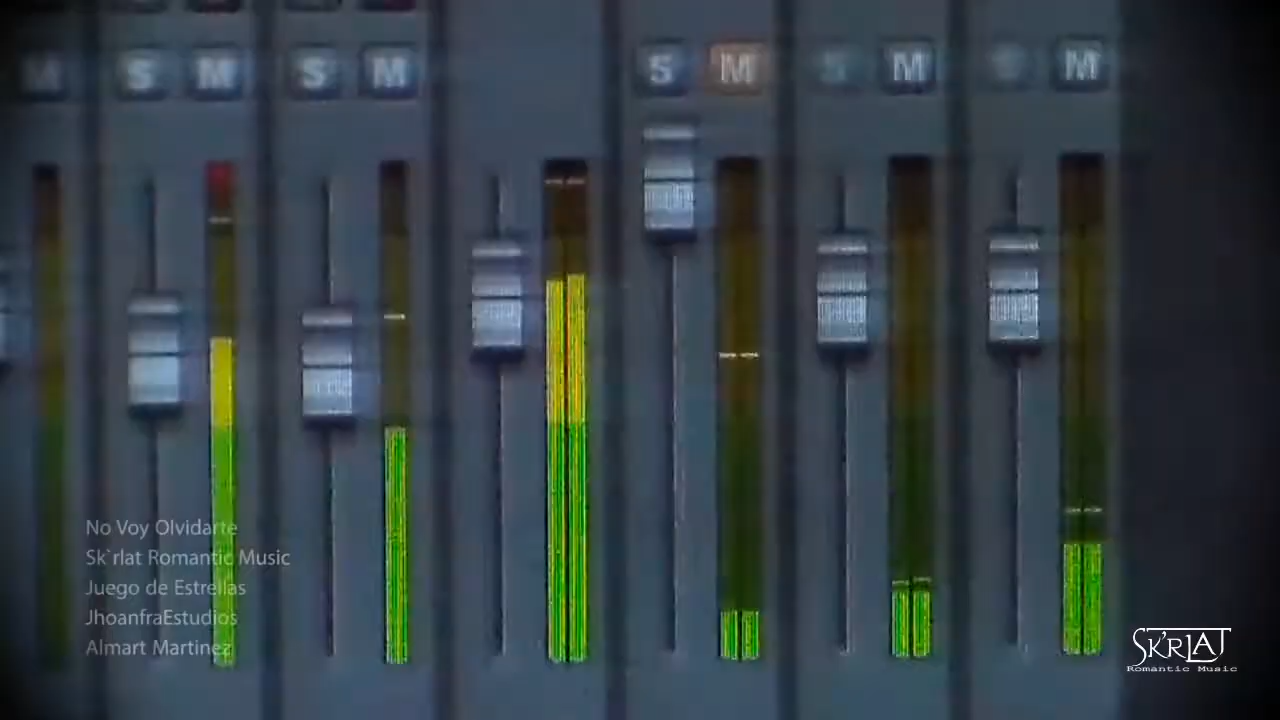 M S M S M S M S M S M
No Voy Olvidarte
Sk`rlat Romantic Music
Juego de Estrellas
JhoanfraEstudios
Almart Martinez
SK'RLAT
Romantic Music